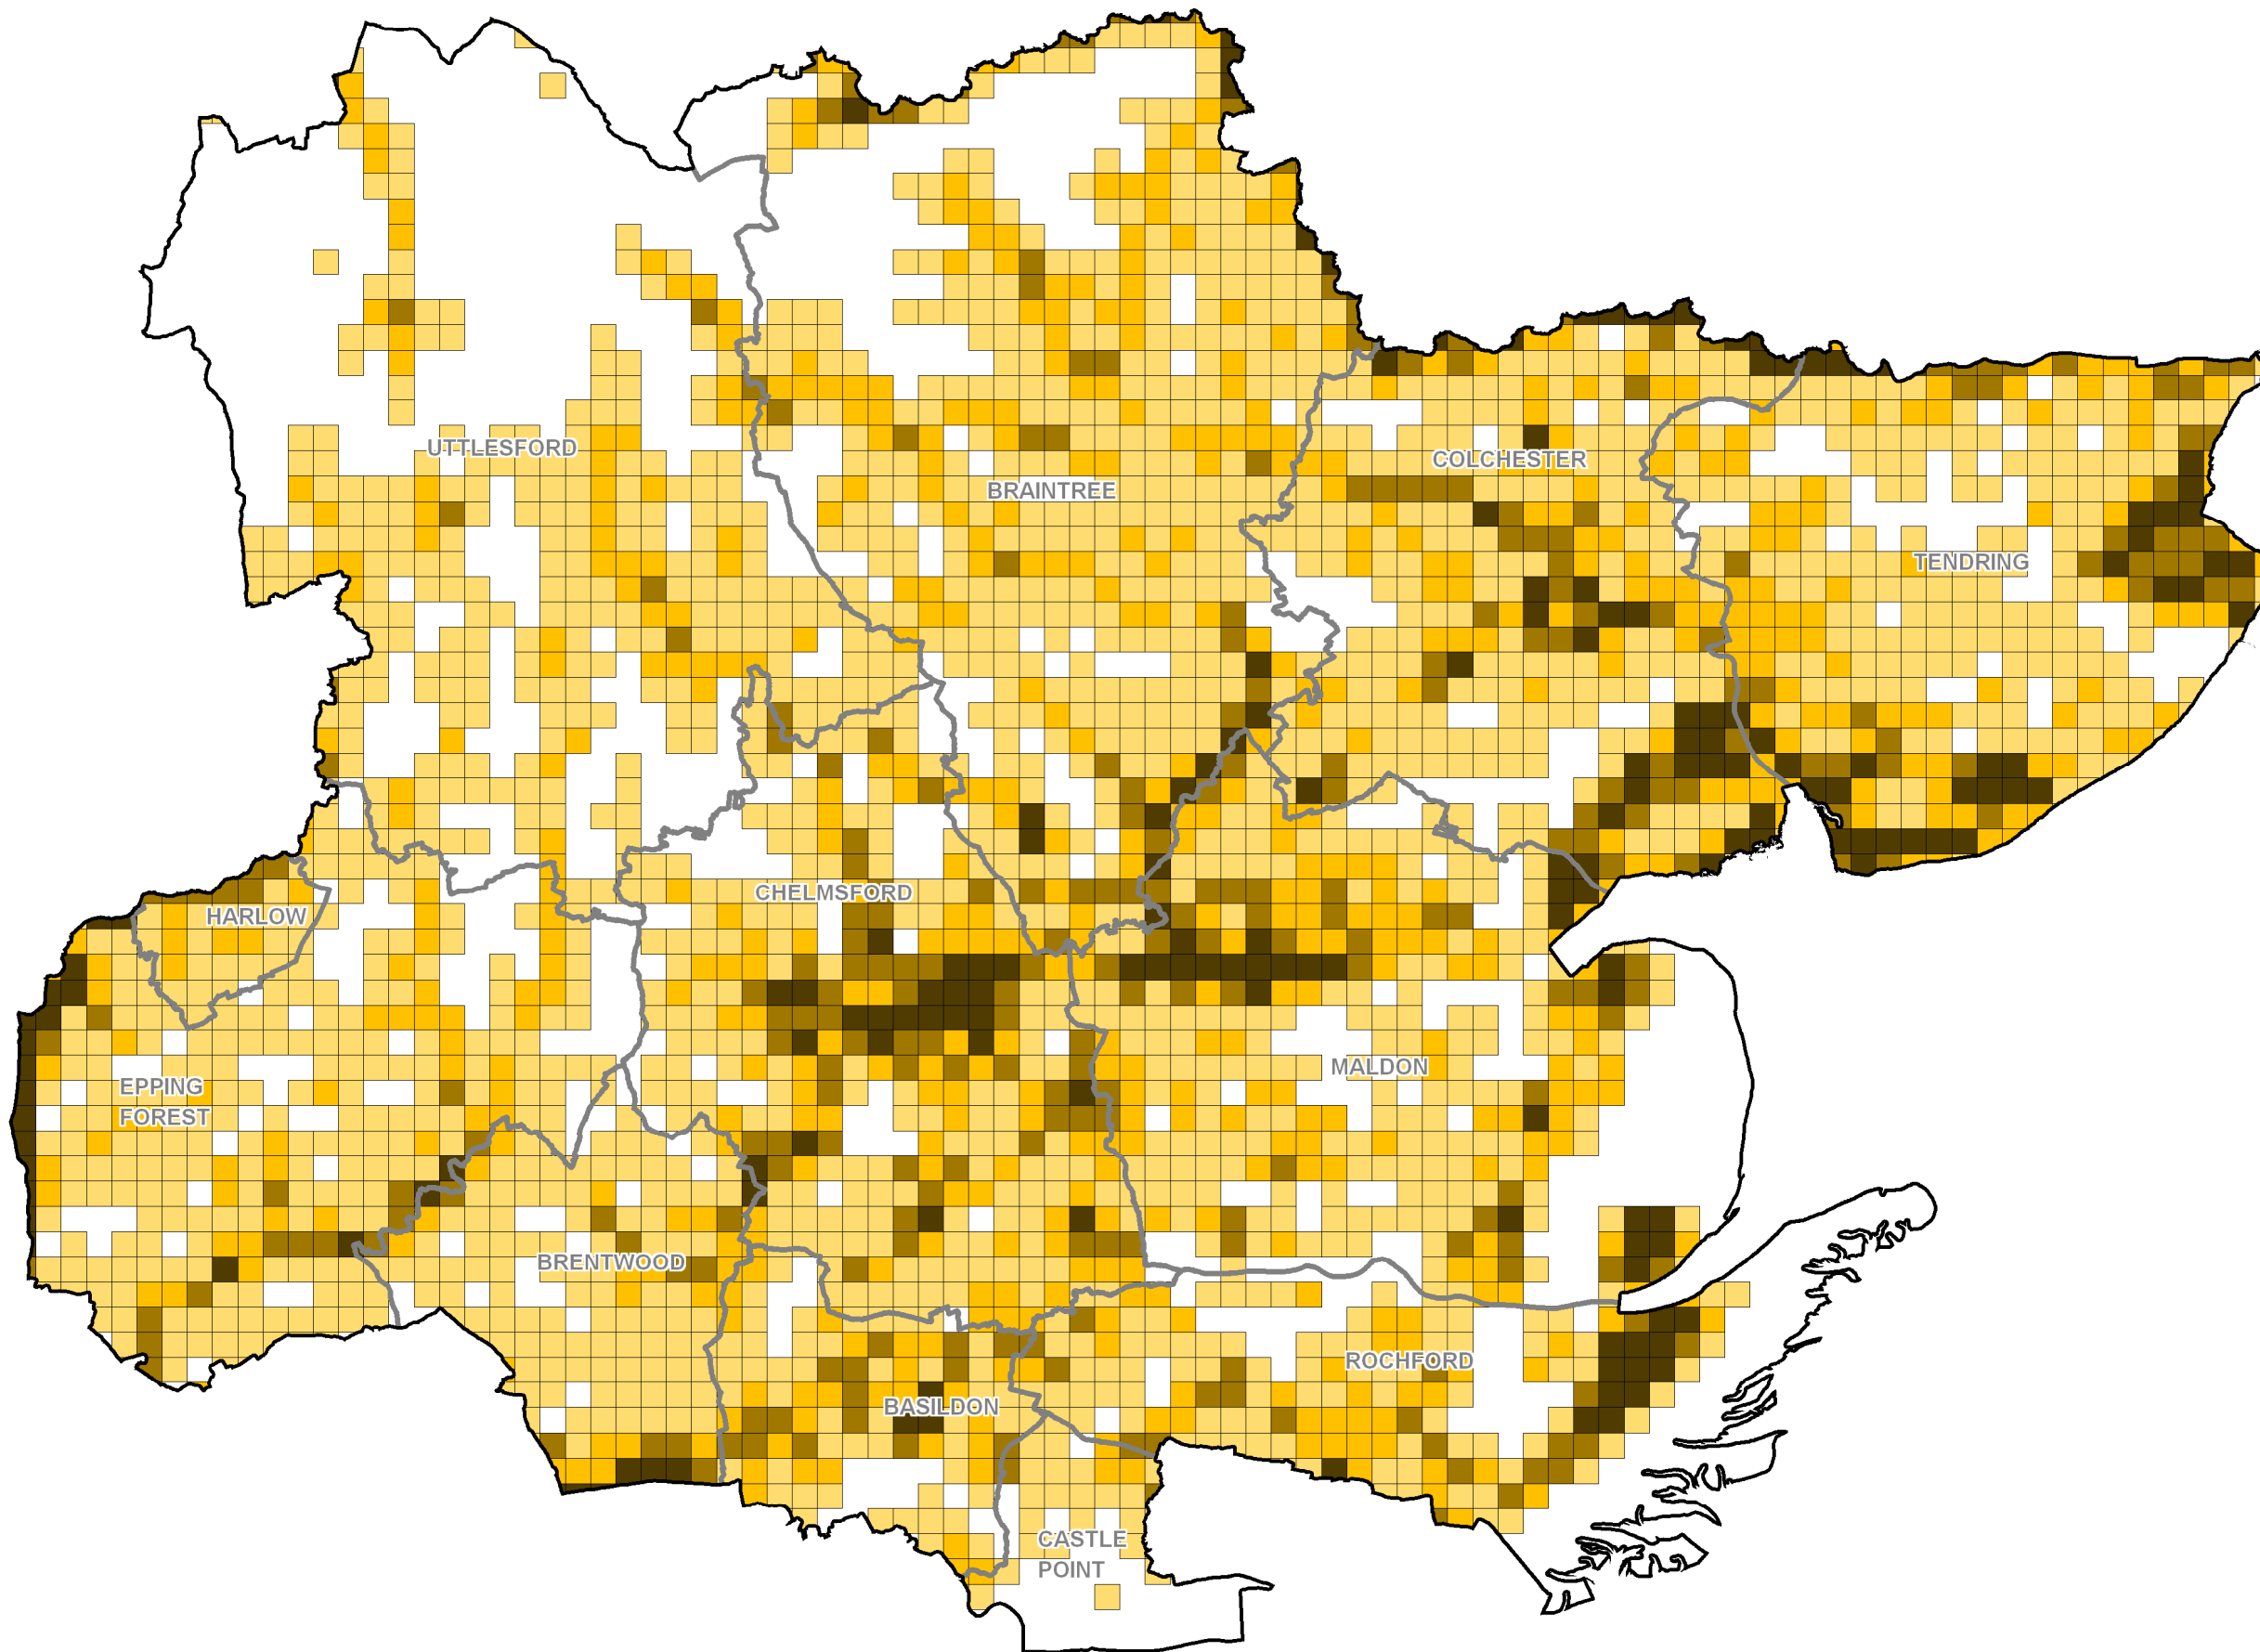 UTTLESFORD
COLCHESTER
BRAINTREE
TENDRING
CHELMSFORD
HARLOW
MALDON
EPPING
FOREST
BRENTWOOD
ROCHFORD
BASILDON
CASTLE
POINT